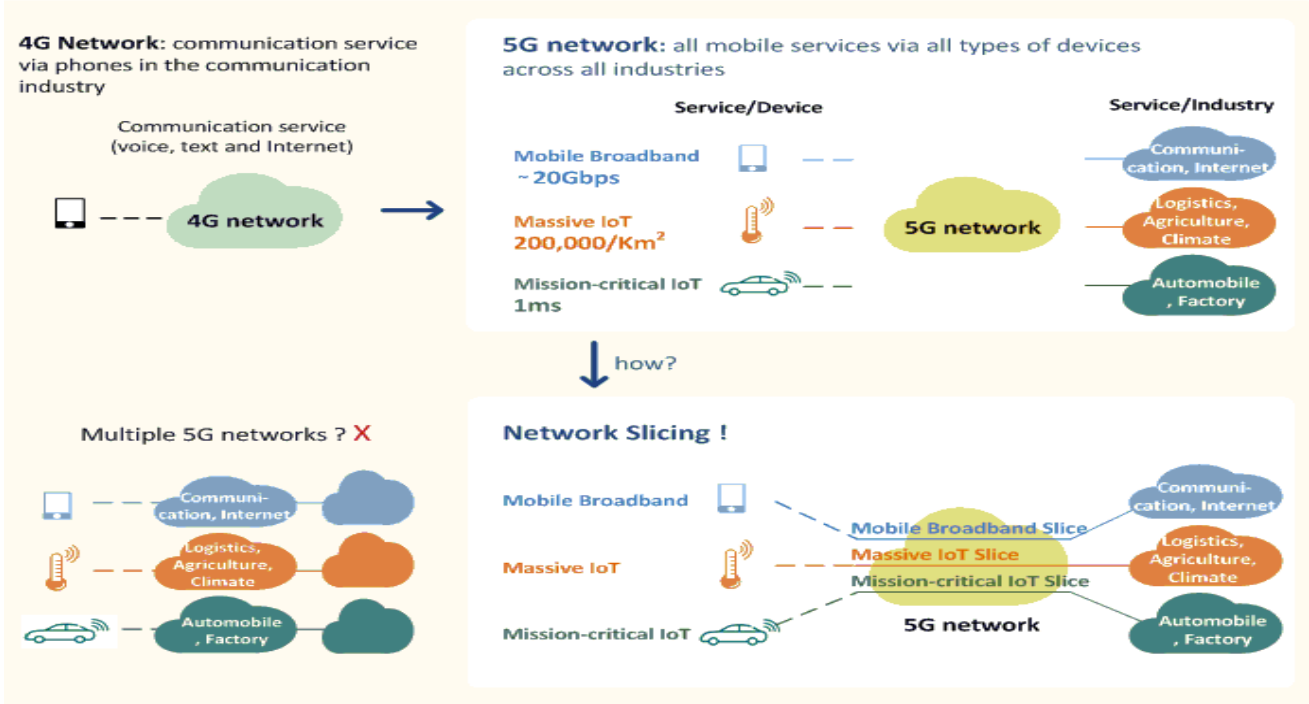 4G Network: communication service
via phones in the communication
industry
Communication service
(voice, text and Internet)
4G network
5G network: all mobile services via all types of devices
across all industries
Service/Device
Service/Industry
Mobile Broadband
~20Gbps
Communi-
cation, Internet
Massive IoT
200,000/Km²
5G network
Logistics,
Agriculture,
Climate
Mission-critical IoT
1ms
Automobile
, Factory
how?
Multiple 5G networks ? X
Communi-
cation, Internet
Logistics,
Agriculture,
Climate
Automobile
, Factory
Network Slicing !
Mobile Broadband
Mobile Broadband Slice
Communi-
cation, Internet
Massive IoT
Massive IoT Slice
Logistics,
Agriculture,
Climate
Mission-critical IoT
Mission-critical IoT Slice
5G network
Automobile
, Factory